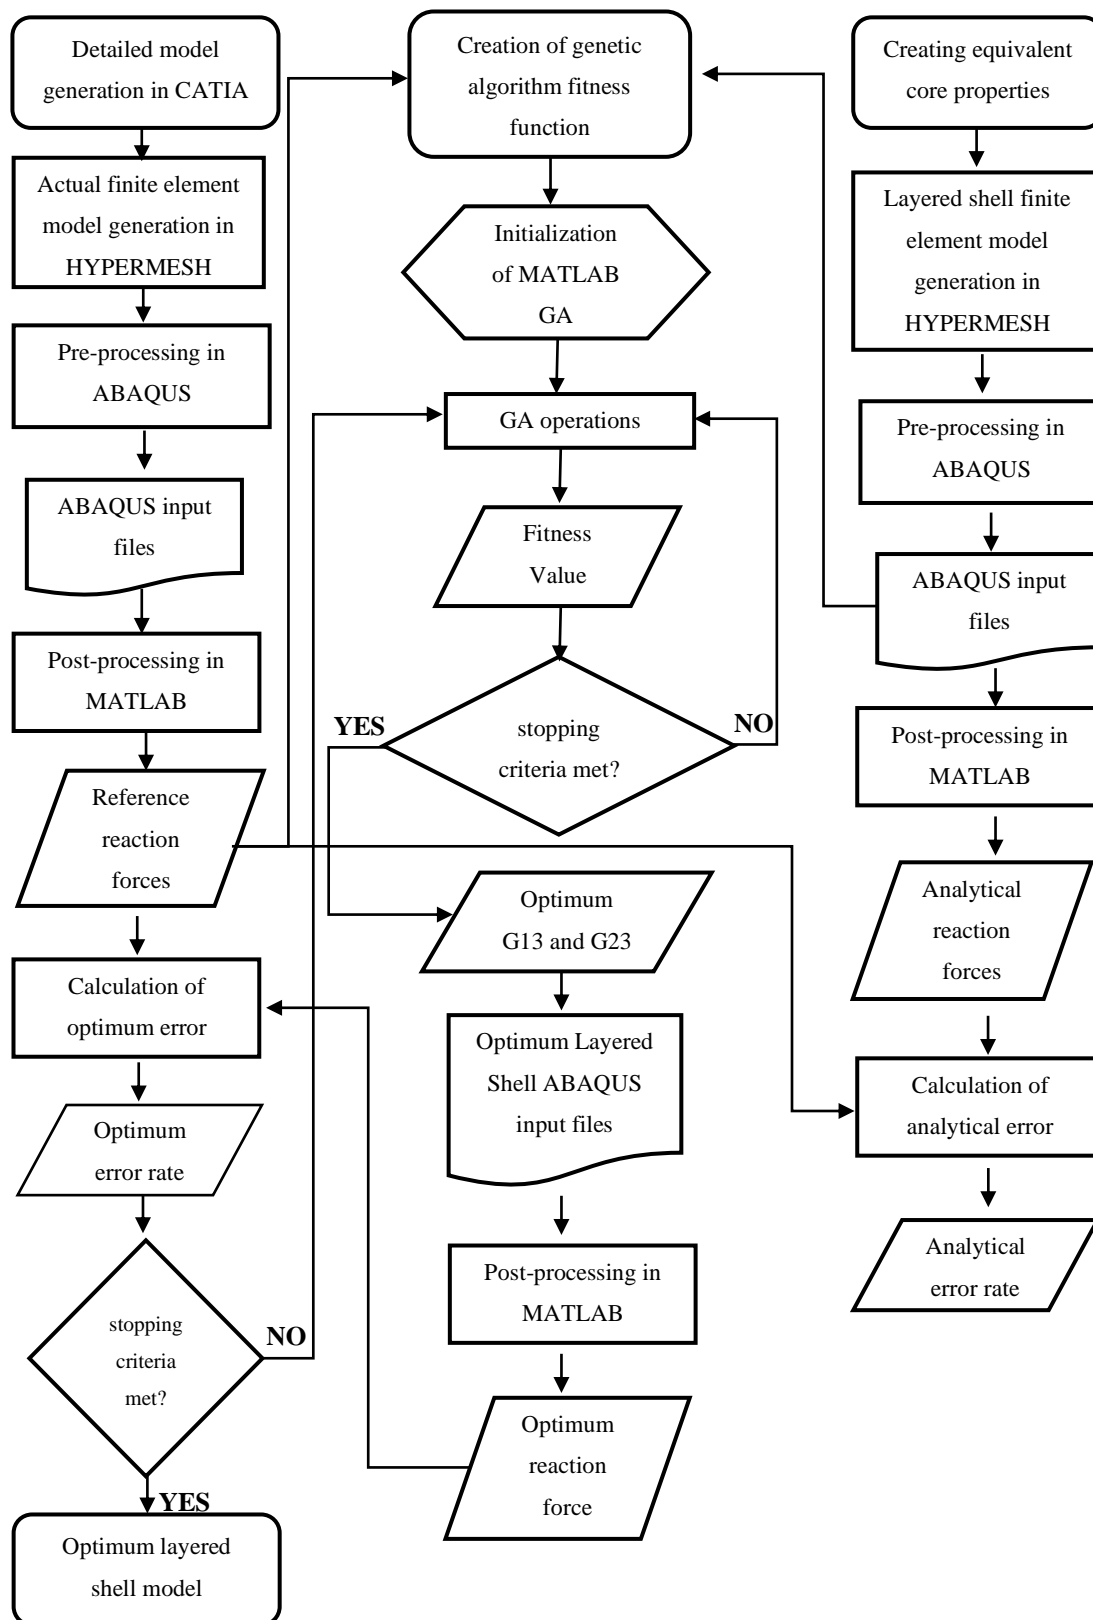 Detailed model
generation in CATIA
Actual finite element
model generation in
HYPERMESH
Pre-processing in
ABAQUS
ABAQUS input
files
Post-processing in
MATLAB
Reference
reaction
forces
Calculation of
optimum error
Optimum
error rate
stopping
criteria
met?
NO
YES
Optimum layered
shell model
Creation of genetic
algorithm fitness
function
Initialization
of MATLAB
GA
GA operations
Fitness
Value
stopping
criteria met?
YES
NO
Optimum
G13 and G23
Optimum Layered
Shell ABAQUS
input files
Post-processing in
MATLAB
Optimum
reaction
force
Creating equivalent
core properties
Layered shell finite
element model
generation in
HYPERMESH
Pre-processing in
ABAQUS
ABAQUS input
files
Post-processing in
MATLAB
Analytical
reaction
forces
Calculation of
analytical error
Analytical
error rate